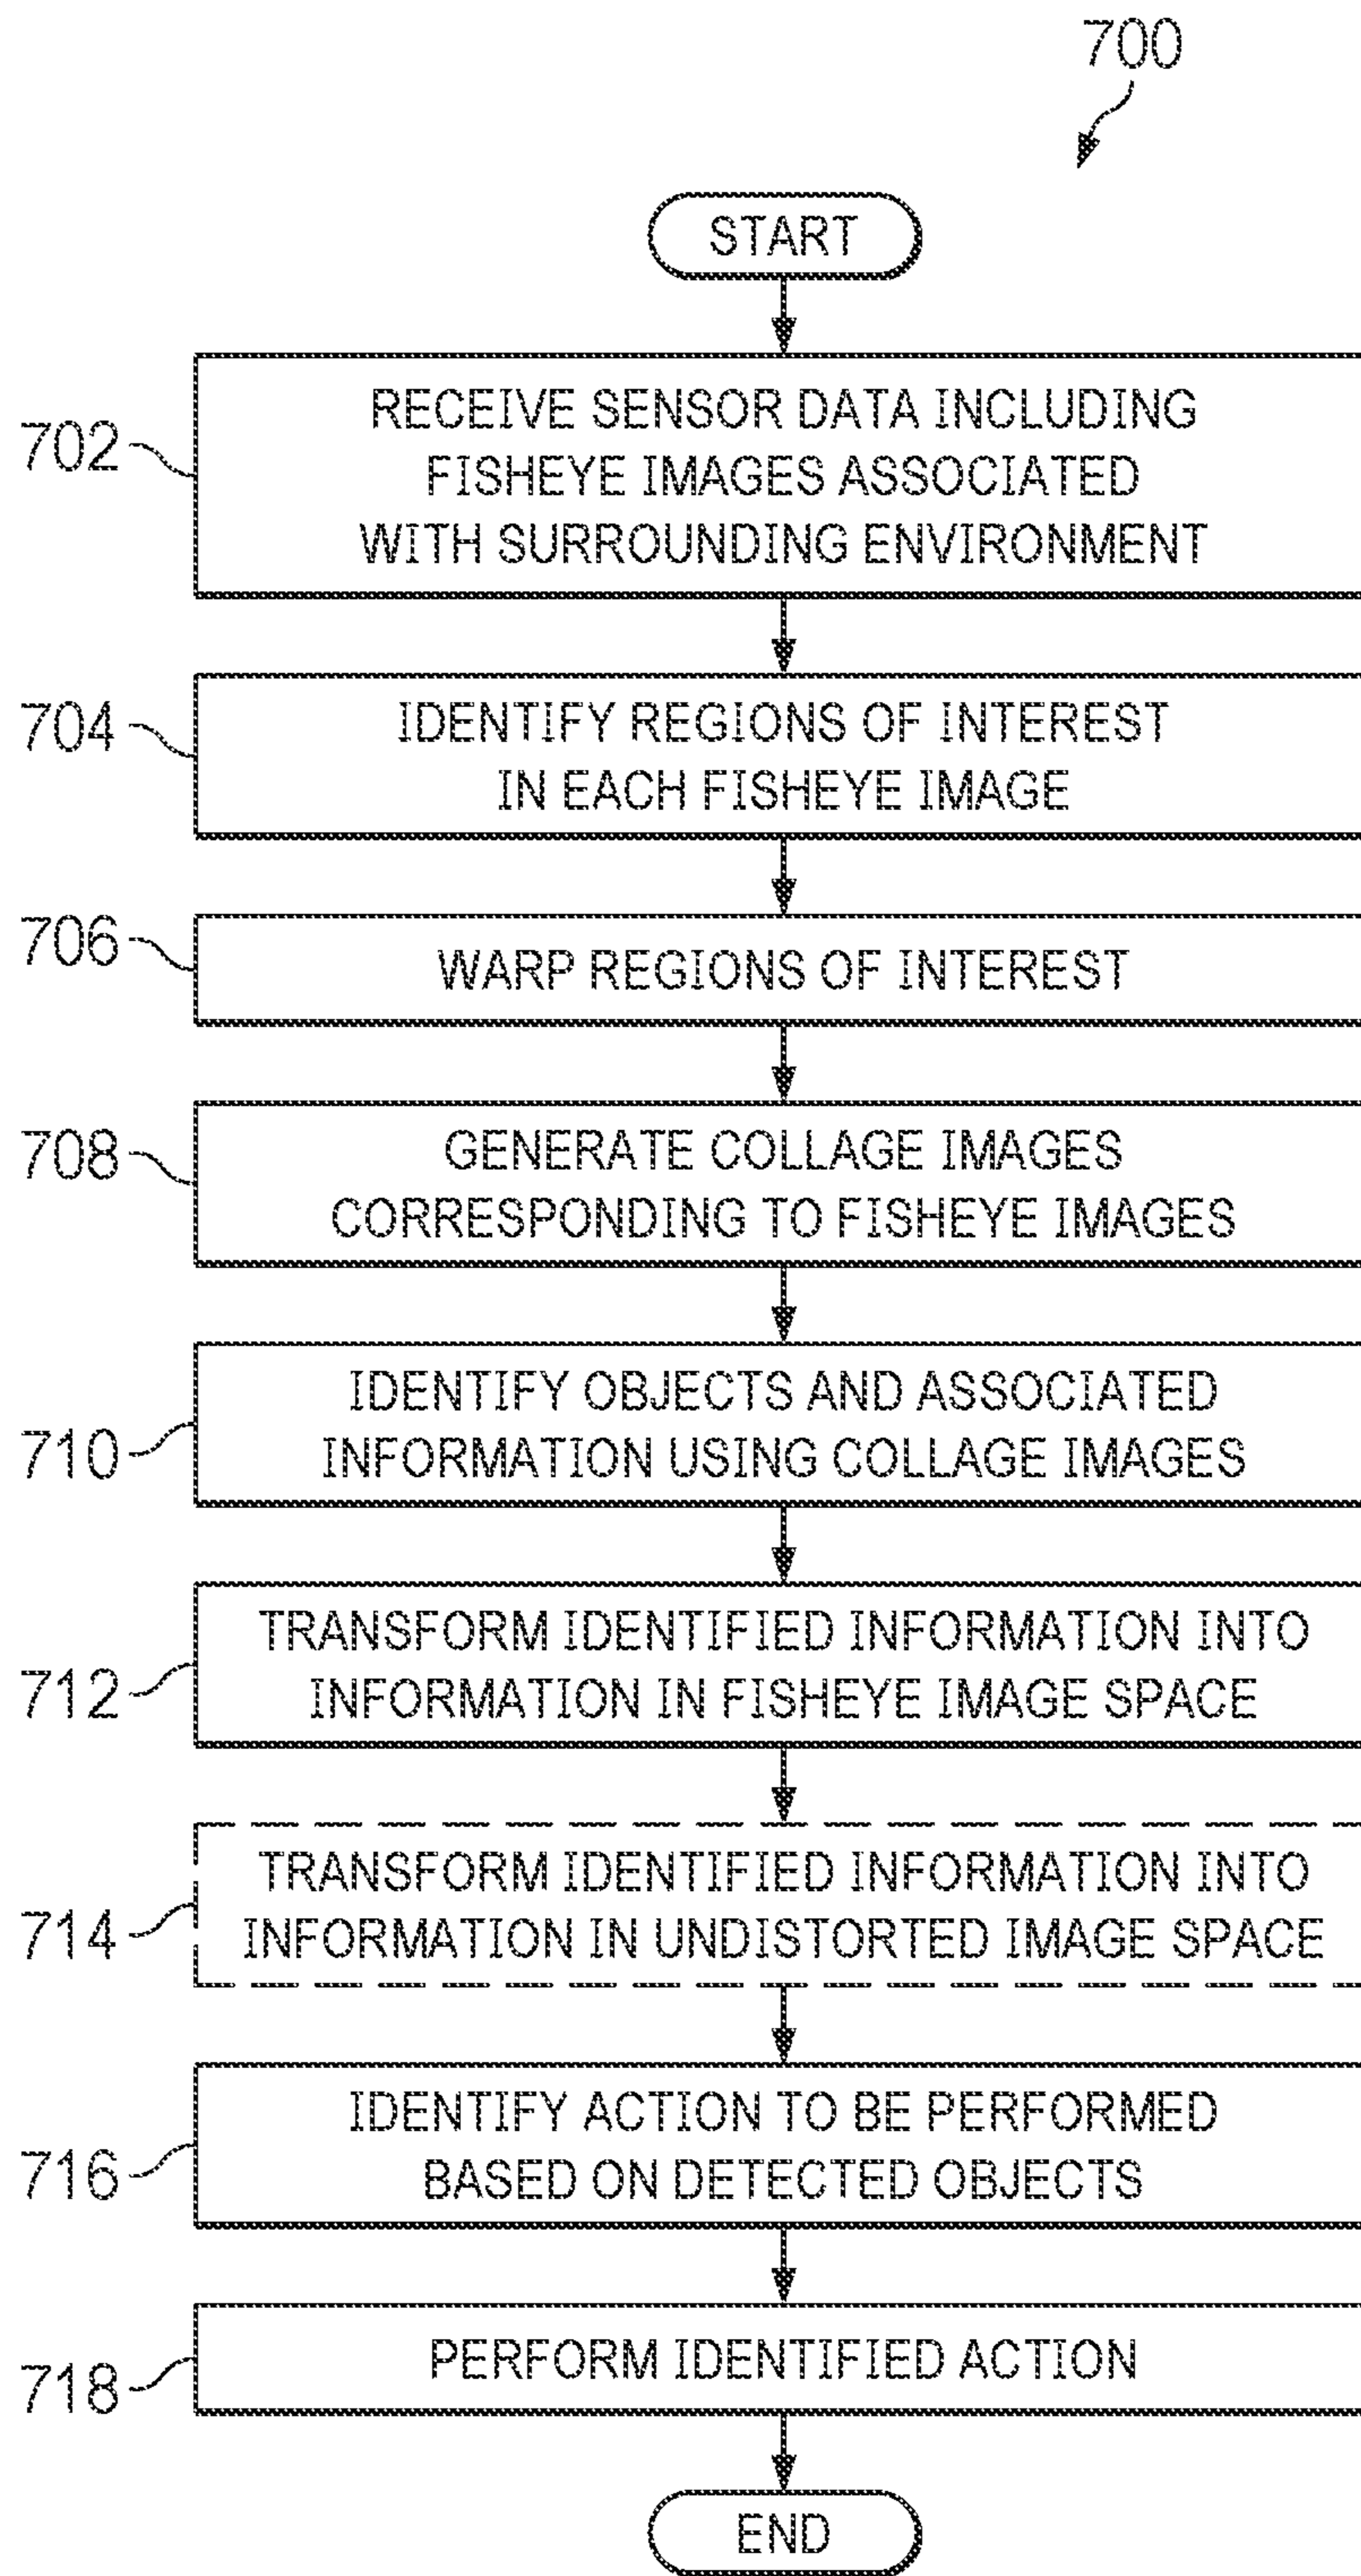 700
START
702
RECEIVE SENSOR DATA INCLUDING
FISHEYE IMAGES ASSOCIATED
WITH SURROUNDING ENVIRONMENT
704
IDENTIFY REGIONS OF INTEREST
IN EACH FISHEYE IMAGE
706
WARP REGIONS OF INTEREST
708
GENERATE COLLAGE IMAGES
CORRESPONDING TO FISHEYE IMAGES
710
IDENTIFY OBJECTS AND ASSOCIATED
INFORMATION USING COLLAGE IMAGES
712
TRANSFORM IDENTIFIED INFORMATION INTO
INFORMATION IN FISHEYE IMAGE SPACE
714
TRANSFORM IDENTIFIED INFORMATION INTO
INFORMATION IN UNDISTORTED IMAGE SPACE
716
IDENTIFY ACTION TO BE PERFORMED
BASED ON DETECTED OBJECTS
718
PERFORM IDENTIFIED ACTION
END